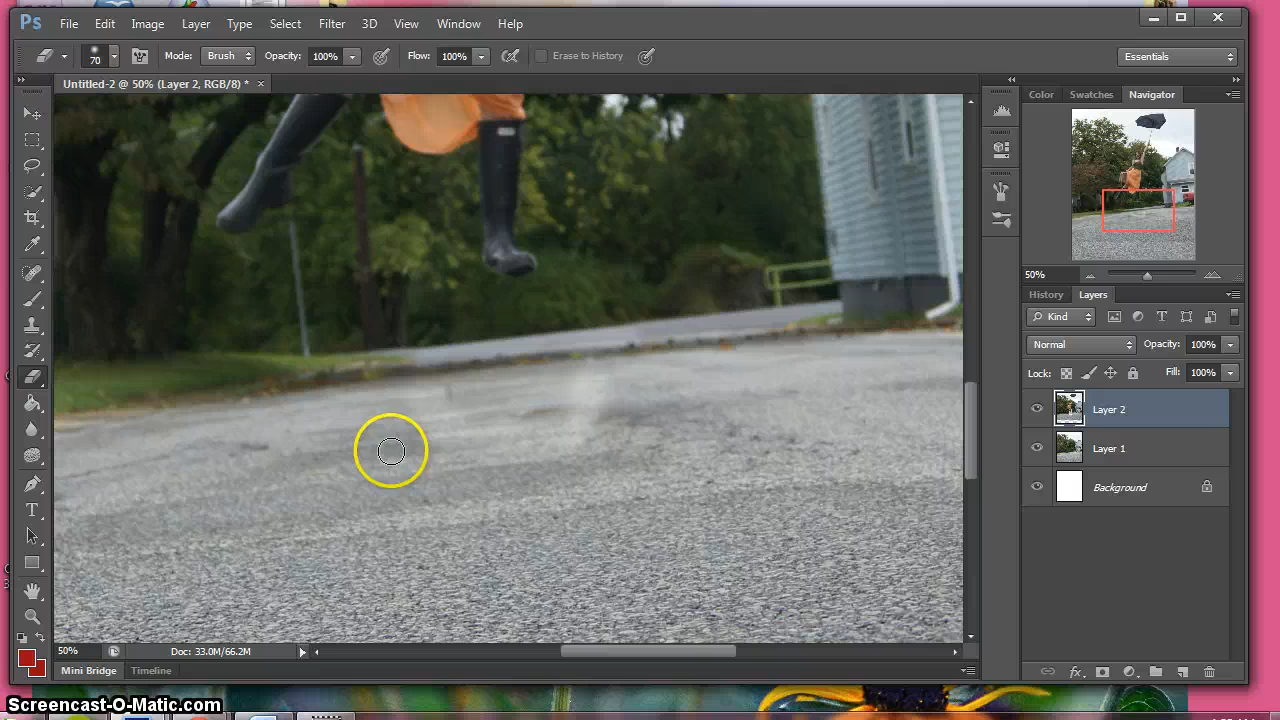 Ps File Edit Image Layer Type Select Filter 3D View Window Help
70 Mode: Brush Opacity: 100% Flow: 100% Erase to History Essentials
Untitled-2 @ 50% (Layer 2, RGB/8) * ×
Color Swatches Navigator
50%
History Layers
Kind
Normal Opacity: 100%
Lock: Fill: 100%
Layer 2
Layer 1
Background
50% Doc: 33.0M/66.2M
Mini Bridge Timeline
fx
Screencast-O-Matic.com